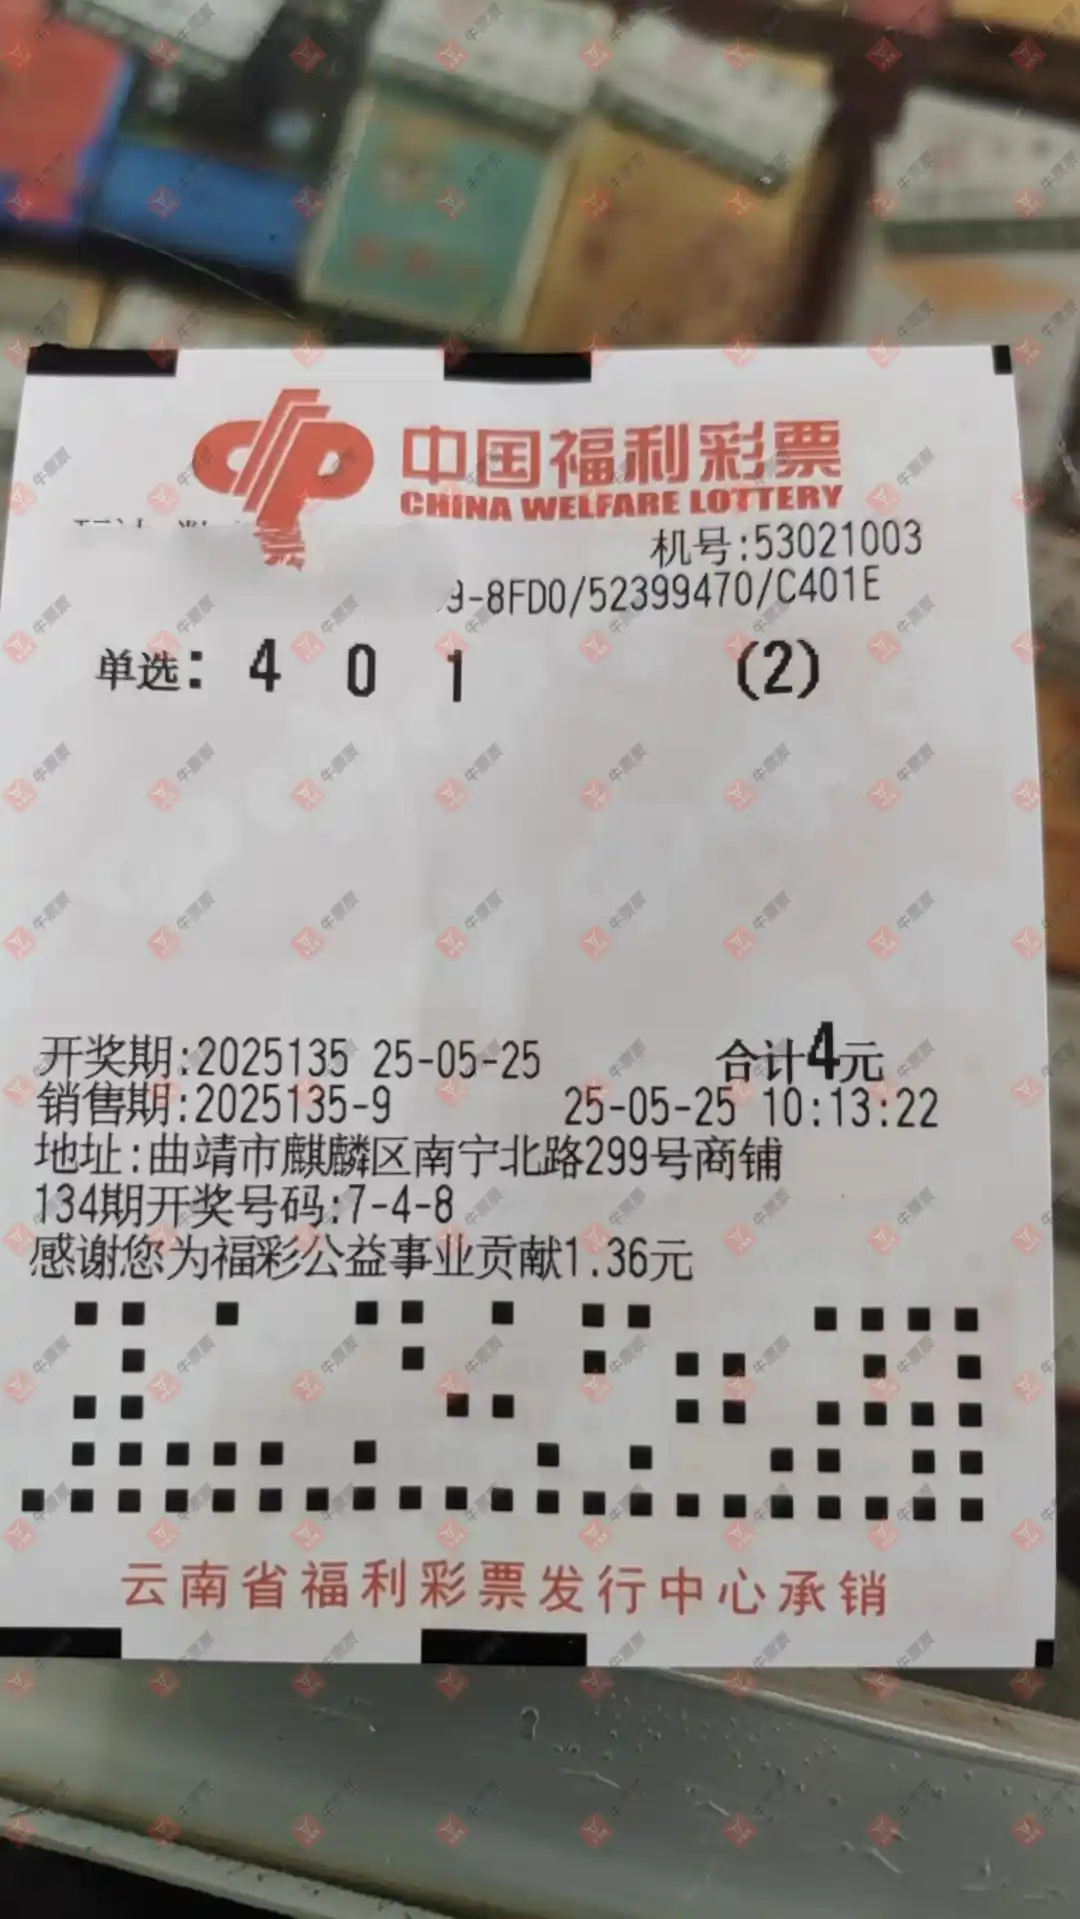 中国福利彩票
CHINA WELFARE LOTTERY
机号:53021003
9-8FD0/52399470/C401E
单选: 4 0 1 (2)
开奖期:2025135 25-05-25 合计4元
销售期:2025135-9 25-05-25 10:13:22
地址:曲靖市麒麟区南宁北路299号商铺
134期开奖号码:7-4-8
感谢您为福彩公益事业贡献1.36元
云南省福利彩票发行中心承销
牛票票